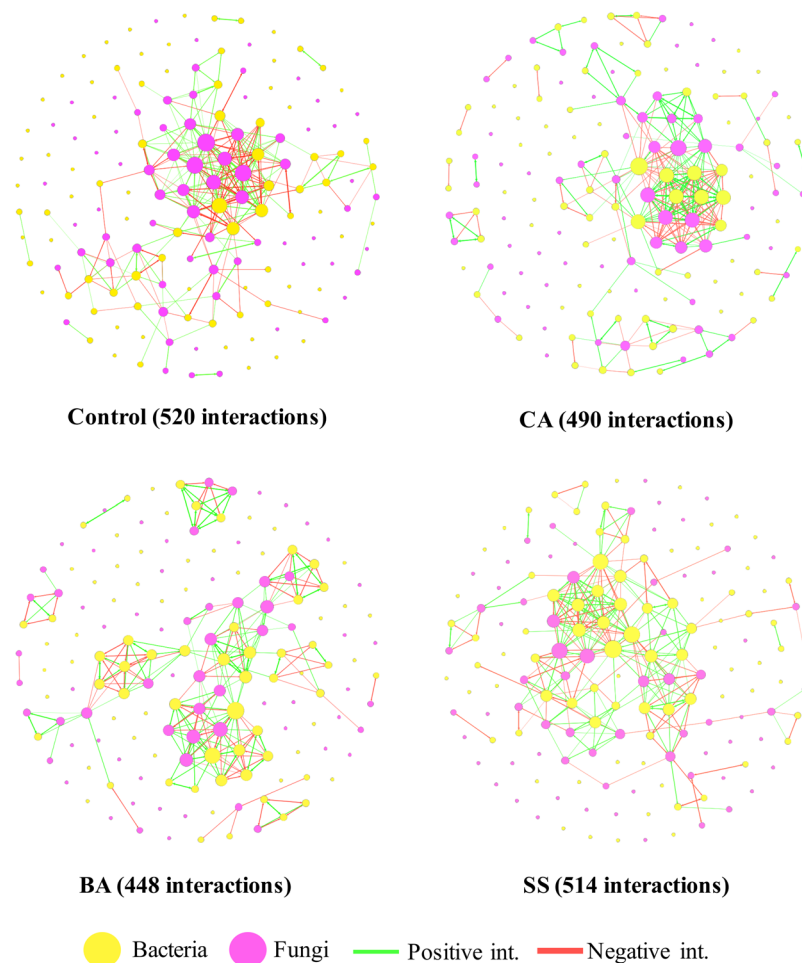 Control (520 interactions)
CA (490 interactions)
BA (448 interactions)
SS (514 interactions)
Bacteria Fungi Positive int. Negative int.